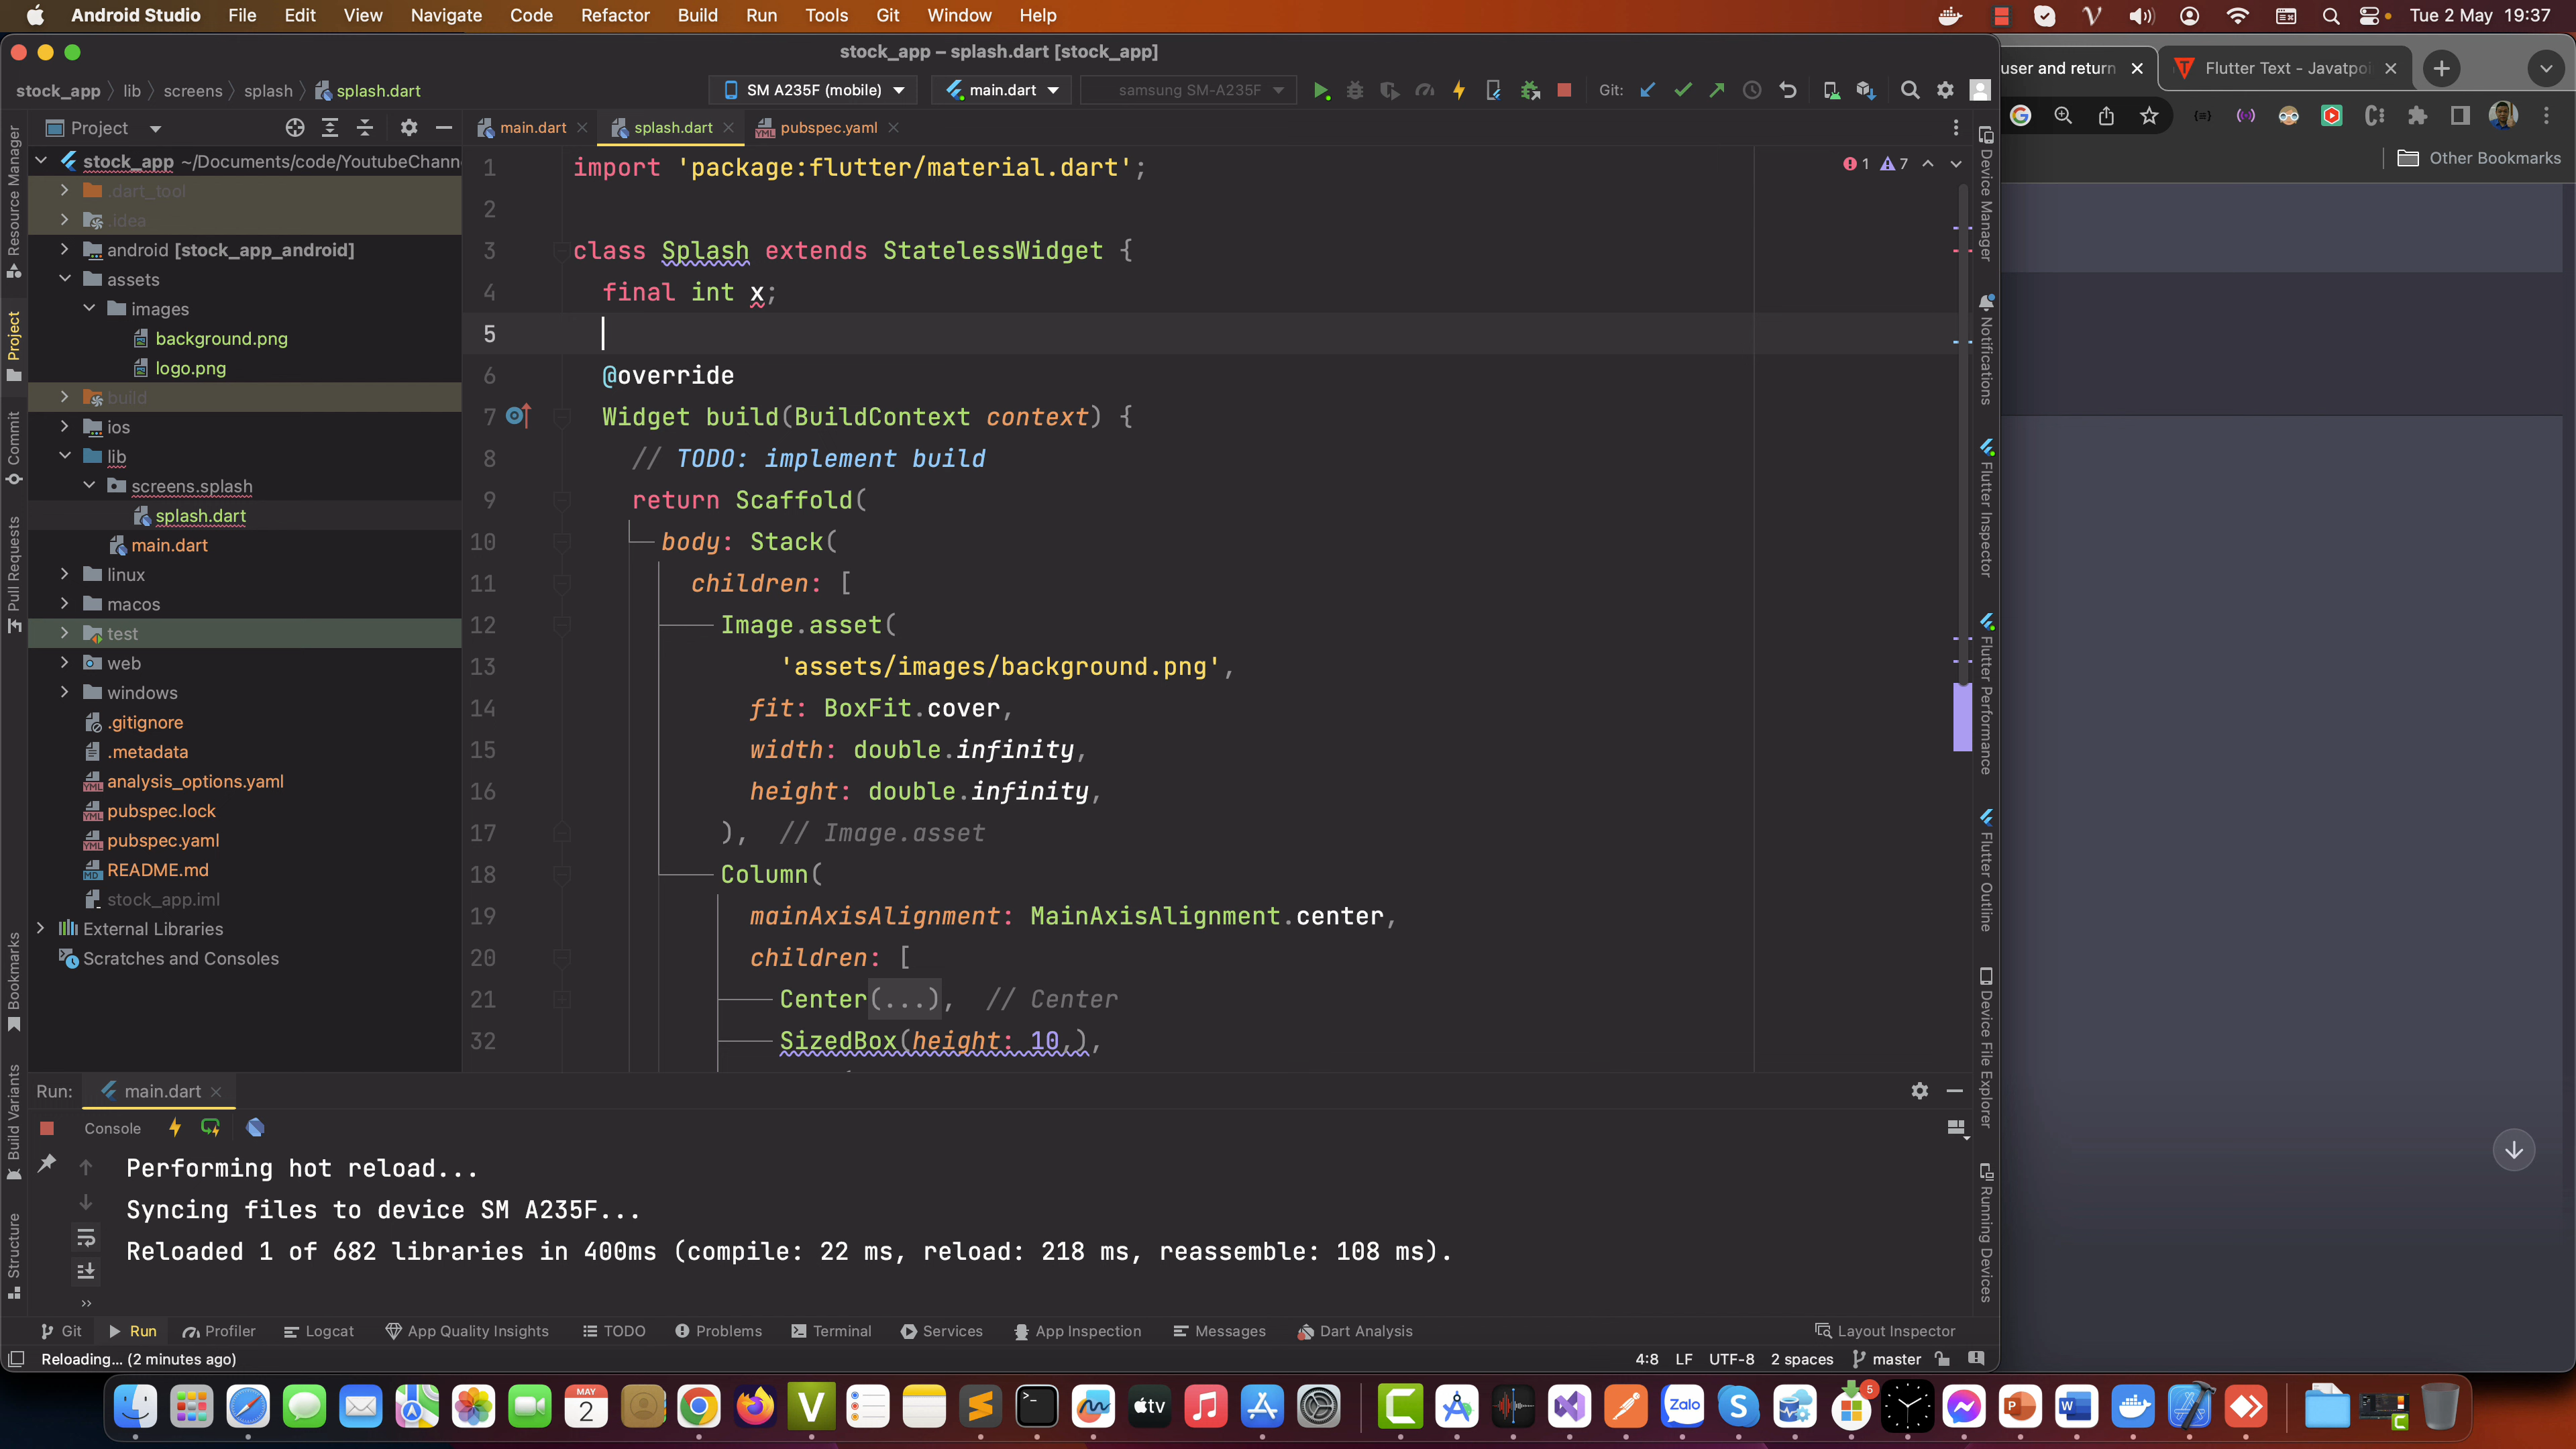 Android Studio File Edit View Navigate Code Refactor Build Run Tools Git Window Help
Tue 2 May 19:37
stock_app – splash.dart [stock_app]
user and return
Flutter Text - Javatpoi
stock_app lib screens splash splash.dart
SM A235F (mobile) main.dart samsung SM-A235F Git:
Other Bookmarks
Project
main.dart splash.dart pubspec.yaml
stock_app ~/Documents/code/YoutubeChann
.dart_tool
.idea
android [stock_app_android]
assets
images
background.png
logo.png
build
ios
lib
screens.splash
splash.dart
main.dart
linux
macos
test
web
windows
.gitignore
.metadata
analysis_options.yaml
pubspec.lock
pubspec.yaml
README.md
stock_app.iml
External Libraries
Scratches and Consoles
Resource Manager
Project
Commit
Pull Requests
Bookmarks
Build Variants
Structure
1 7
1 import 'package:flutter/material.dart';
2
3 class Splash extends StatelessWidget {
4 final int x;
5
6 @override
7 Widget build(BuildContext context) {
8 // TODO: implement build
9 return Scaffold(
10 body: Stack(
11 children: [
12 Image.asset(
13 'assets/images/background.png',
14 fit: BoxFit.cover,
15 width: double.infinity,
16 height: double.infinity,
17 ), // Image.asset
18 Column(
19 mainAxisAlignment: MainAxisAlignment.center,
20 children: [
21 Center(...), // Center
32 SizedBox(height: 10,),
Device Manager
Notifications
Flutter Inspector
Flutter Performance
Flutter Outline
Device File Explorer
Running Devices
Run: main.dart
Console
Performing hot reload...
Syncing files to device SM A235F...
Reloaded 1 of 682 libraries in 400ms (compile: 22 ms, reload: 218 ms, reassemble: 108 ms).
Git Run Profiler Logcat App Quality Insights TODO Problems Terminal Services App Inspection Messages Dart Analysis Layout Inspector
Reloading... (2 minutes ago)
4:8 LF UTF-8 2 spaces master
MAY
2
tv
Zalo
5